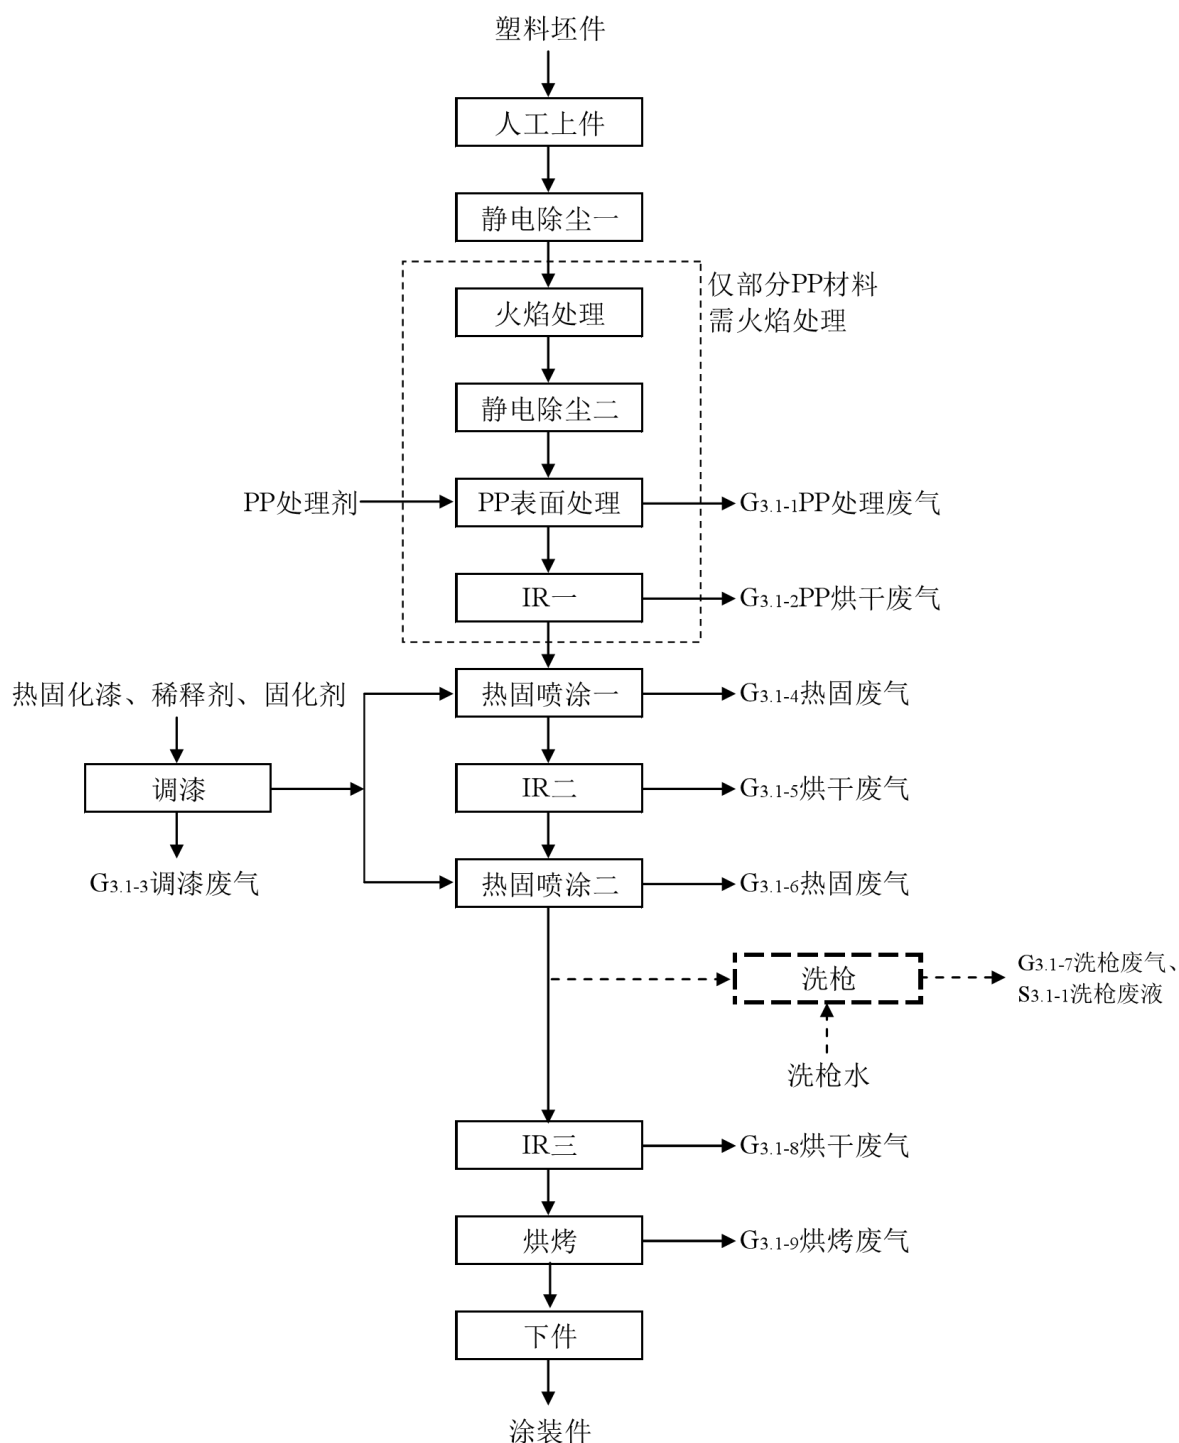 塑料坯件
人工上件
静电除尘一
火焰处理
仅部分PP材料
需火焰处理
静电除尘二
PP处理剂
PP表面处理
G3.1-1PP处理废气
IR一
G3.1-2PP烘干废气
热固化漆、稀释剂、固化剂
热固喷涂一
G3.1-4热固废气
调漆
IR二
G3.1-5烘干废气
G3.1-3调漆废气
热固喷涂二
G3.1-6热固废气
洗枪
G3.1-7洗枪废气、
S3.1-1洗枪废液
洗枪水
IR三
G3.1-8烘干废气
烘烤
G3.1-9烘烤废气
下件
涂装件